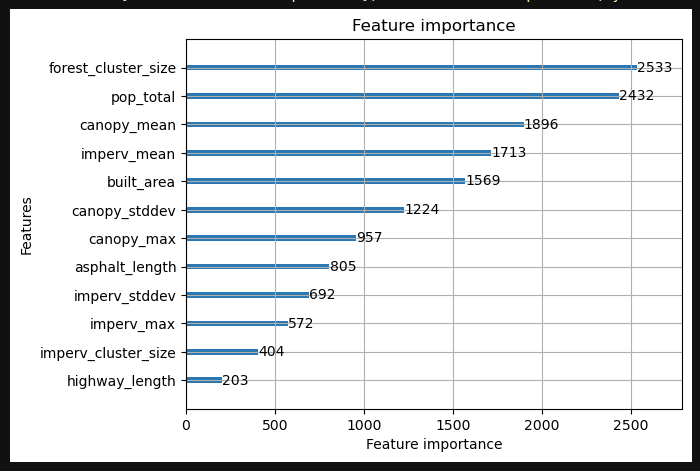 Feature importance
forest_cluster_size 2533
pop_total 2432
canopy_mean 1896
imperv_mean 1713
built_area 1569
canopy_stddev 1224
canopy_max 957
asphalt_length 805
imperv_stddev 692
imperv_max 572
imperv_cluster_size 404
highway_length 203
Features
0 500 1000 1500 2000 2500
Feature importance